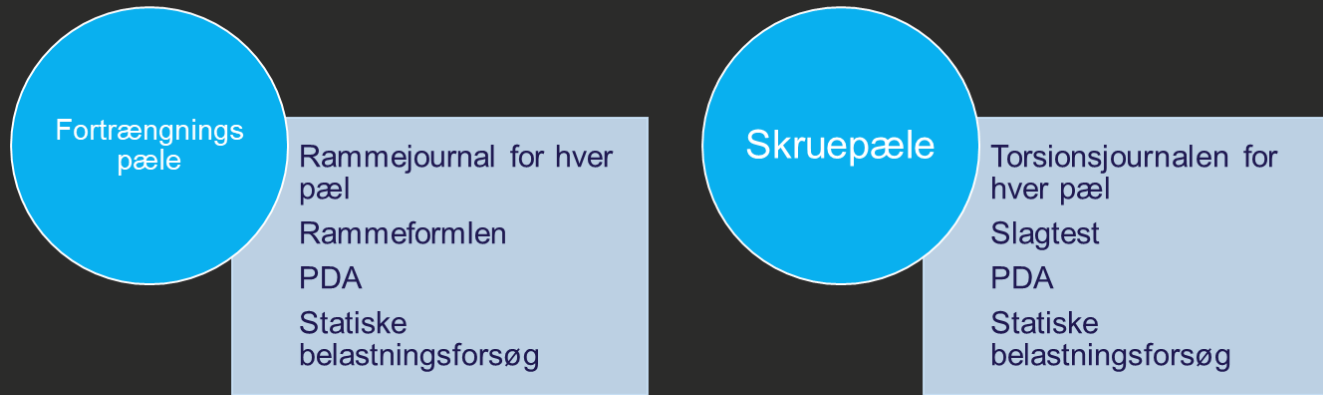 Fortrængnings
pæle
Rammejournal for hver
pæl
Rammeformlen
PDA
Statiske
belastningsforsøg
Skruepæle
Torsionsjournalen for
hver pæl
Slagtest
PDA
Statiske
belastningsforsøg